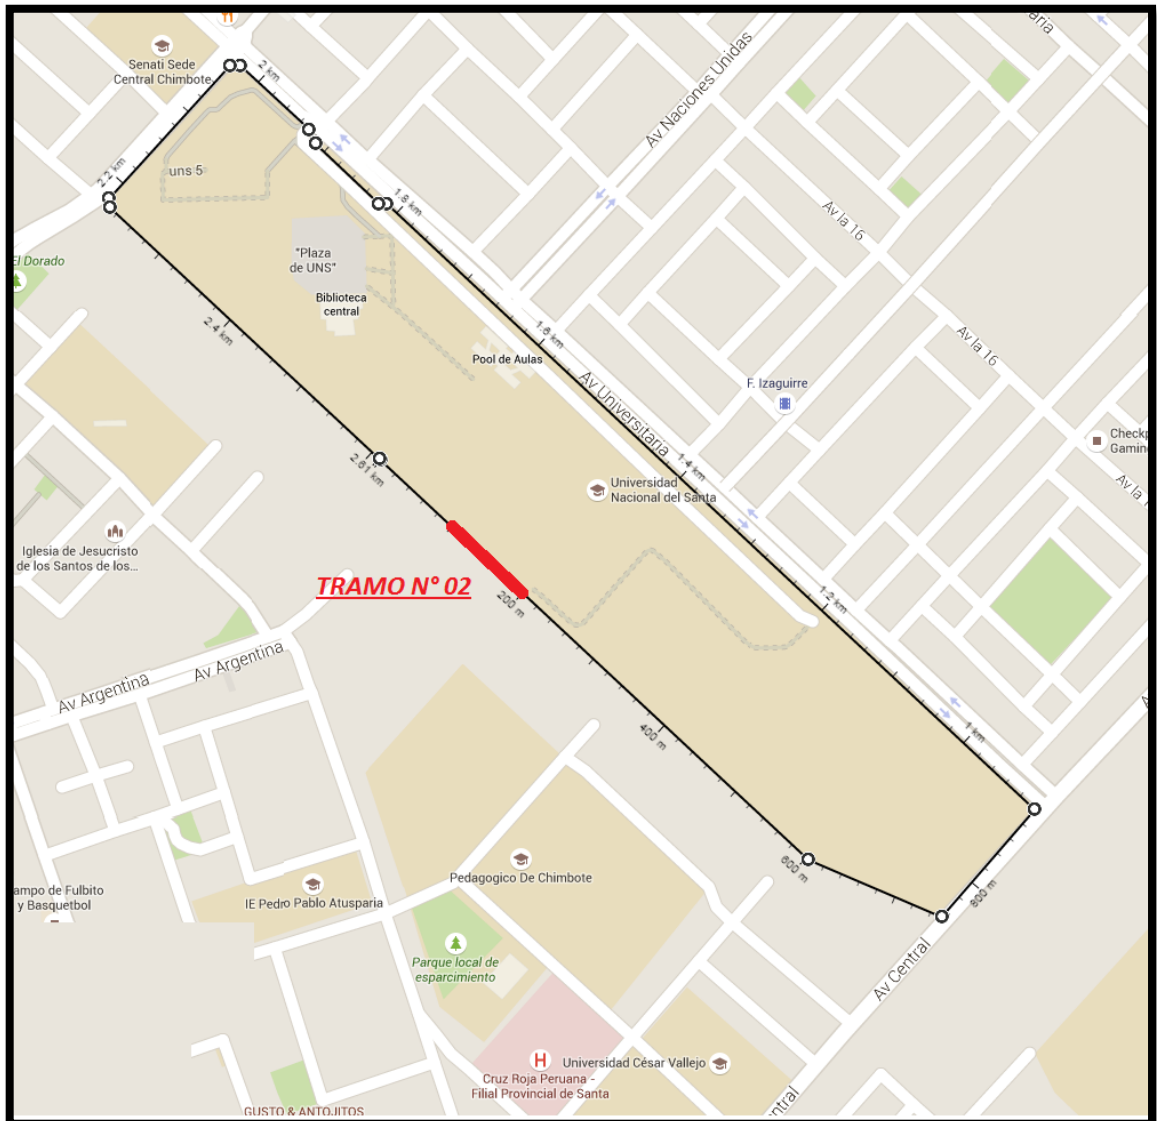 Senati Sede
Central Chimbote
2 km
Av Naciones Unidas
2.2 km
uns 5
1.8 km
Av la 16
El Dorado
"Plaza
de UNS"
Biblioteca
central
2.4 km
1.6 km
Pool de Aulas
Av la 16
Av Universitaria
F. Izaguirre
2.61 km
1.4 km
Universidad
Nacional del Santa
Av la
Iglesia de Jesucristo
de los Santos de los...
TRAMO N° 02
200 m
1.2 km
Av Argentina
Av Argentina
400 m
1 km
600 m
800 m
Pedagogico De Chimbote
IE Pedro Pablo Atusparia
ampo de Fulbito
y Basquetbol
Parque local de
esparcimiento
Av Central
Universidad César Vallejo
H
Cruz Roja Peruana -
Filial Provincial de Santa
GUSTO & ANTOJITOS
ntral